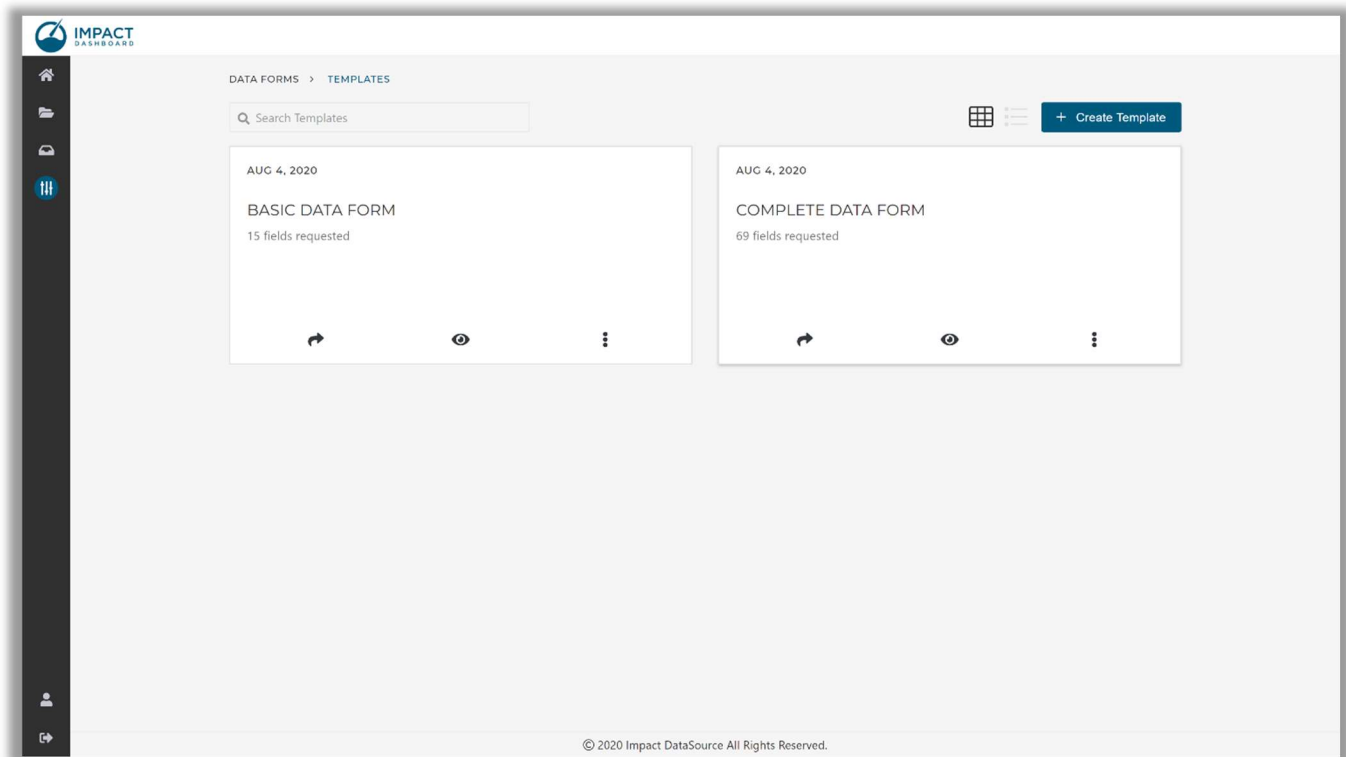 IMPACT
DASHBOARD
DATA FORMS > TEMPLATES
Search Templates
+ Create Template
AUG 4, 2020
BASIC DATA FORM
15 fields requested
AUG 4, 2020
COMPLETE DATA FORM
69 fields requested
© 2020 Impact DataSource All Rights Reserved.